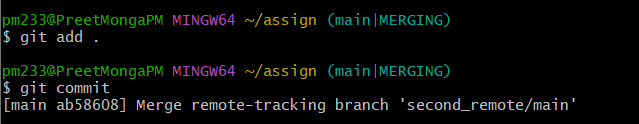 pm233@PreetMongaPM MINGW64 ~/assign (main|MERGING)
$ git add .
pm233@PreetMongaPM MINGW64 ~/assign (main|MERGING)
$ git commit
[main ab58608] Merge remote-tracking branch 'second_remote/main'